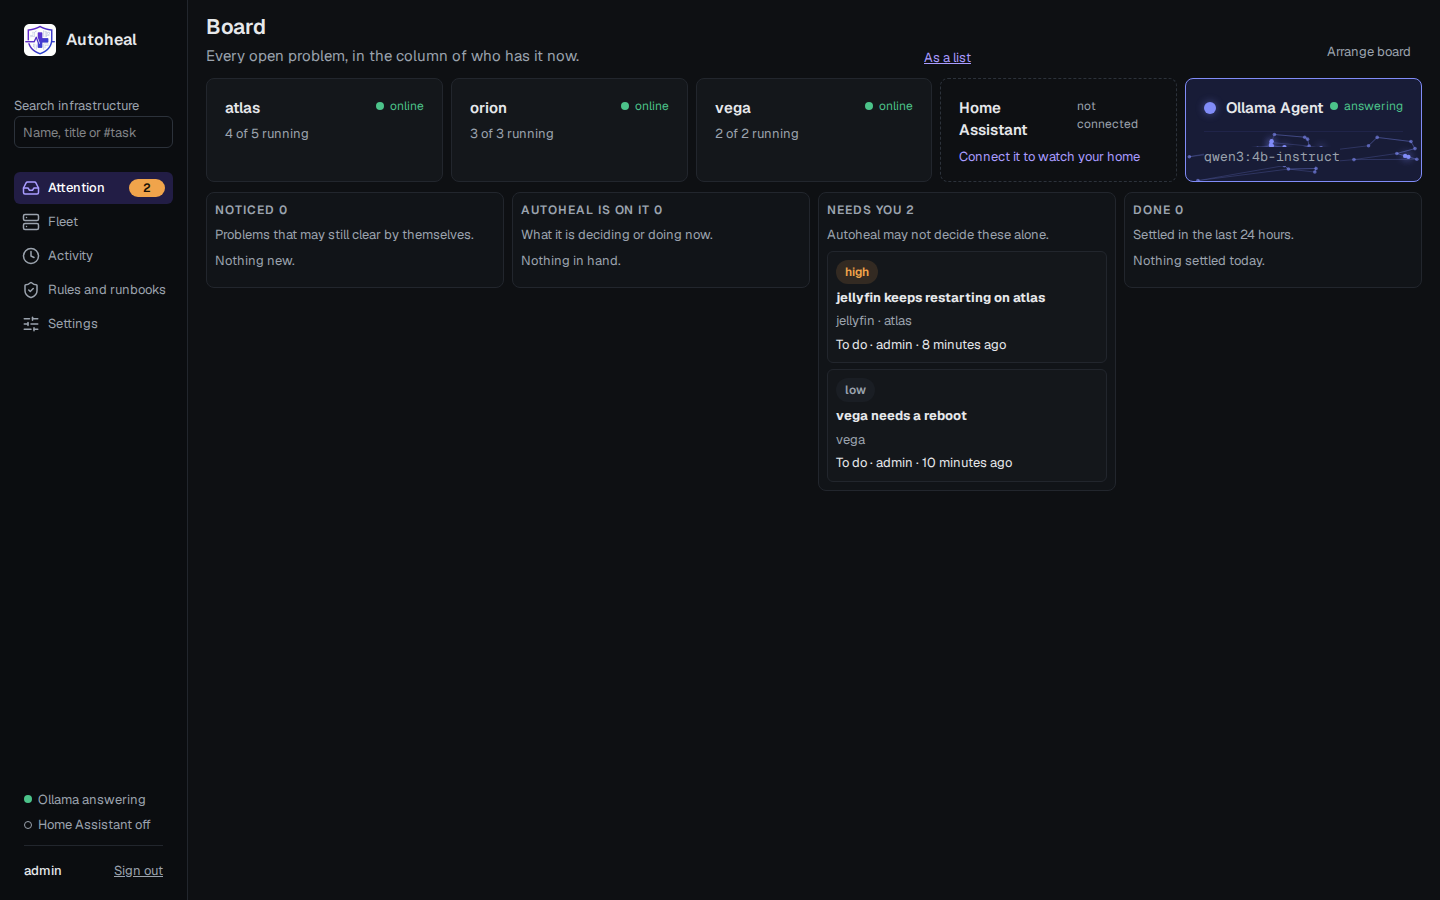 Autoheal
Search infrastructure
Name, title or #task
Attention 2
Fleet
Activity
Rules and runbooks
Settings
Ollama answering
Home Assistant off
admin Sign out
Board
Every open problem, in the column of who has it now.
As a list
Arrange board
atlas online
4 of 5 running
orion online
3 of 3 running
vega online
2 of 2 running
Home Assistant
not connected
Connect it to watch your home
Ollama Agent answering
qwen3:4b-instruct
NOTICED 0
Problems that may still clear by themselves.
Nothing new.
AUTOHEAL IS ON IT 0
What it is deciding or doing now.
Nothing in hand.
NEEDS YOU 2
Autoheal may not decide these alone.
high
jellyfin keeps restarting on atlas
jellyfin · atlas
To do · admin · 8 minutes ago
low
vega needs a reboot
vega
To do · admin · 10 minutes ago
DONE 0
Settled in the last 24 hours.
Nothing settled today.